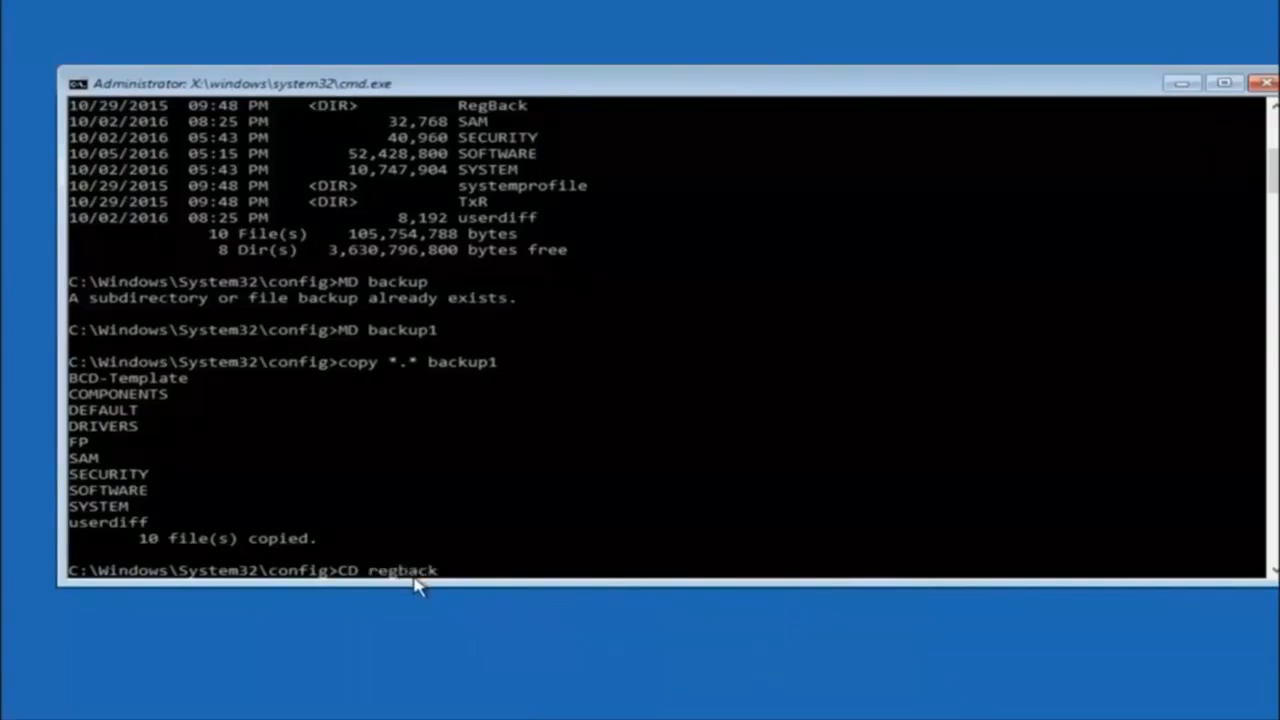 Administrator: X:\windows\system32\cmd.exe
10/29/2015 09:48 PM <DIR> RegBack
10/02/2016 08:25 PM 32,768 SAM
10/02/2016 05:43 PM 40,960 SECURITY
10/05/2016 05:15 PM 52,428,800 SOFTWARE
10/02/2016 05:43 PM 10,747,904 SYSTEM
10/29/2015 09:48 PM <DIR> systemprofile
10/29/2015 09:48 PM <DIR> TxR
10/02/2016 08:25 PM 8,192 userdiff
10 File(s) 105,754,788 bytes
8 Dir(s) 3,630,796,800 bytes free
C:\Windows\System32\config>MD backup
A subdirectory or file backup already exists.
C:\Windows\System32\config>MD backup1
C:\Windows\System32\config>copy *.* backup1
BCD-Template
COMPONENTS
DEFAULT
DRIVERS
FP
SAM
SECURITY
SOFTWARE
SYSTEM
userdiff
10 file(s) copied.
C:\Windows\System32\config>CD regback